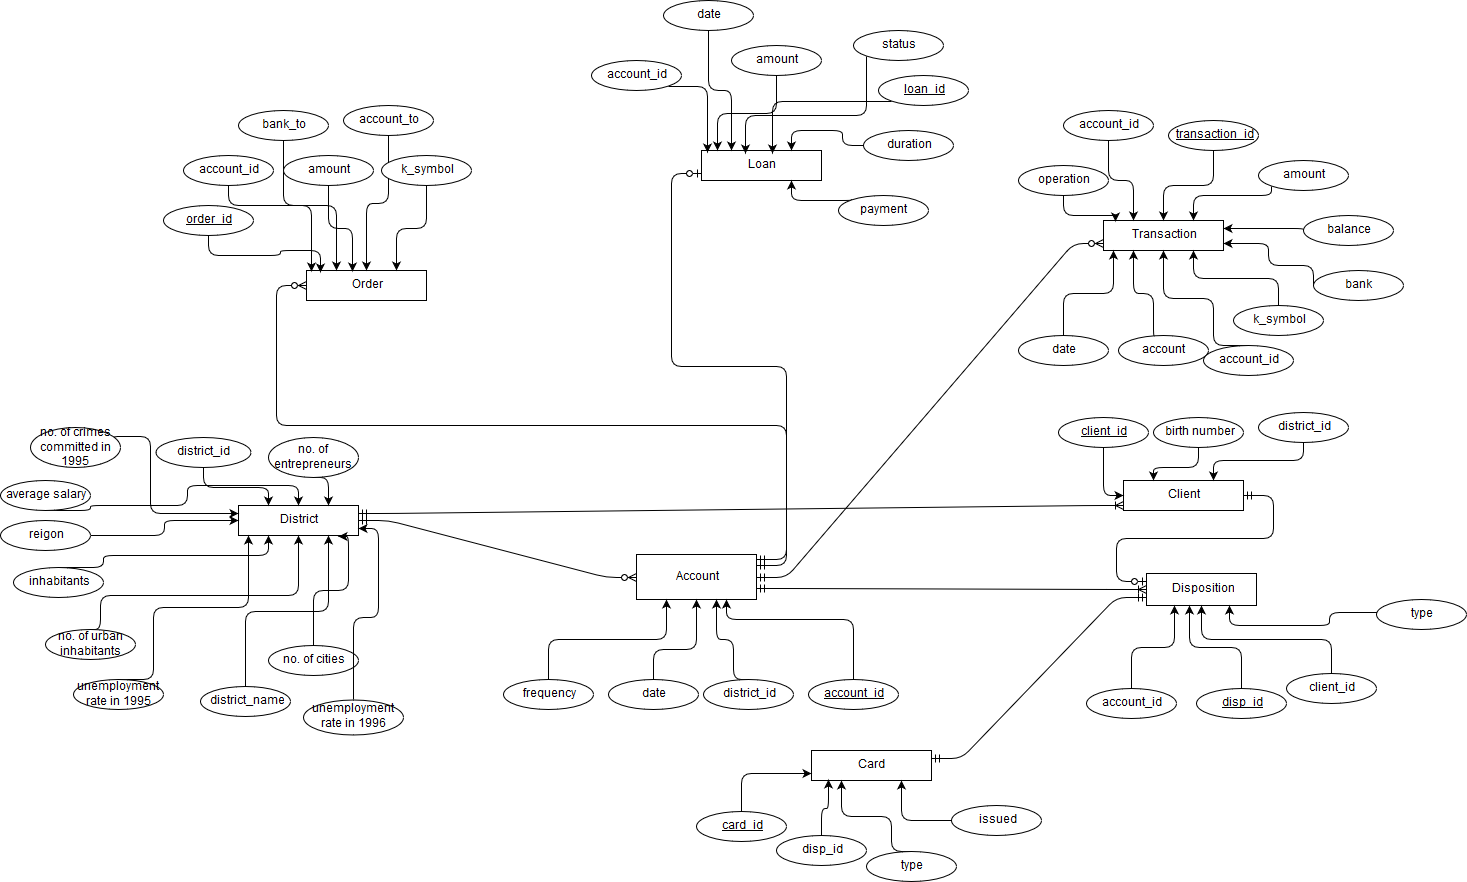 date
status
amount
account_id
loan_id
duration
Loan
payment
bank_to
account_to
account_id
amount
k_symbol
order_id
Order
account_id
transaction_id
operation
amount
Transaction
balance
bank
k_symbol
date
account
account_id
no. of crimes
committed in
1995
district_id
no. of
entrepreneurs
average salary
District
reigon
inhabitants
no. of urban
inhabitants
unemployment
rate in 1995
district_name
no. of cities
unemployment
rate in 1996
client_id
birth number
district_id
Client
Account
frequency
date
district_id
account_id
Disposition
type
account_id
disp_id
client_id
Card
card_id
disp_id
type
issued